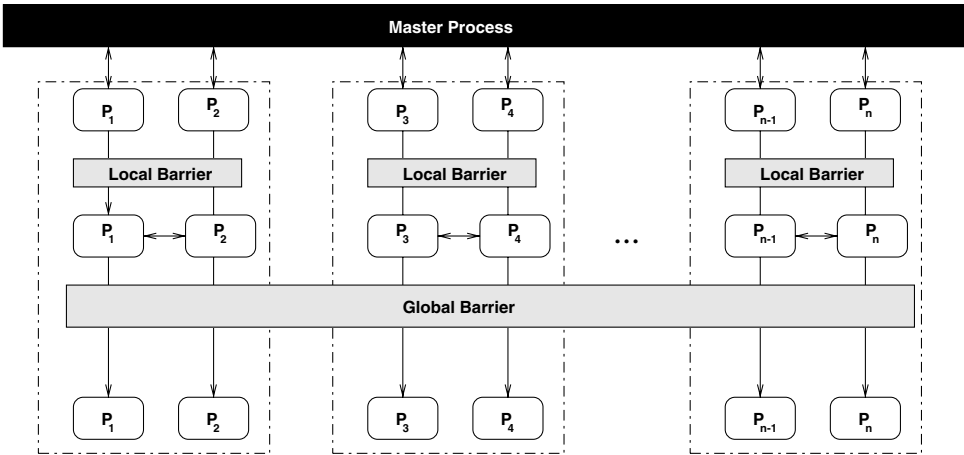 Master Process
P1 P2 P3 P4 Pn-1 Pn
Local Barrier Local Barrier Local Barrier
P1 P2 P3 P4 ... Pn-1 Pn
Global Barrier
P1 P2 P3 P4 Pn-1 Pn